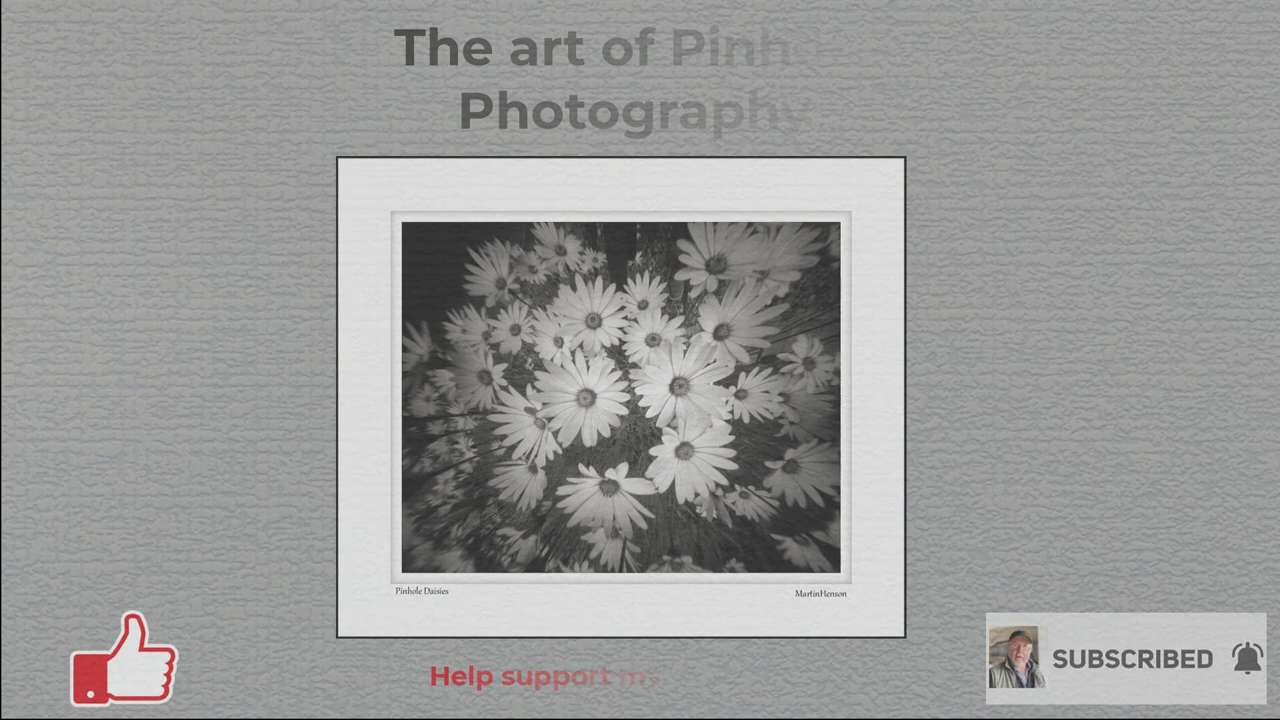 The art of Pinho
Photography
Pinhole Daisies
MartinHenson
Help support my
SUBSCRIBED